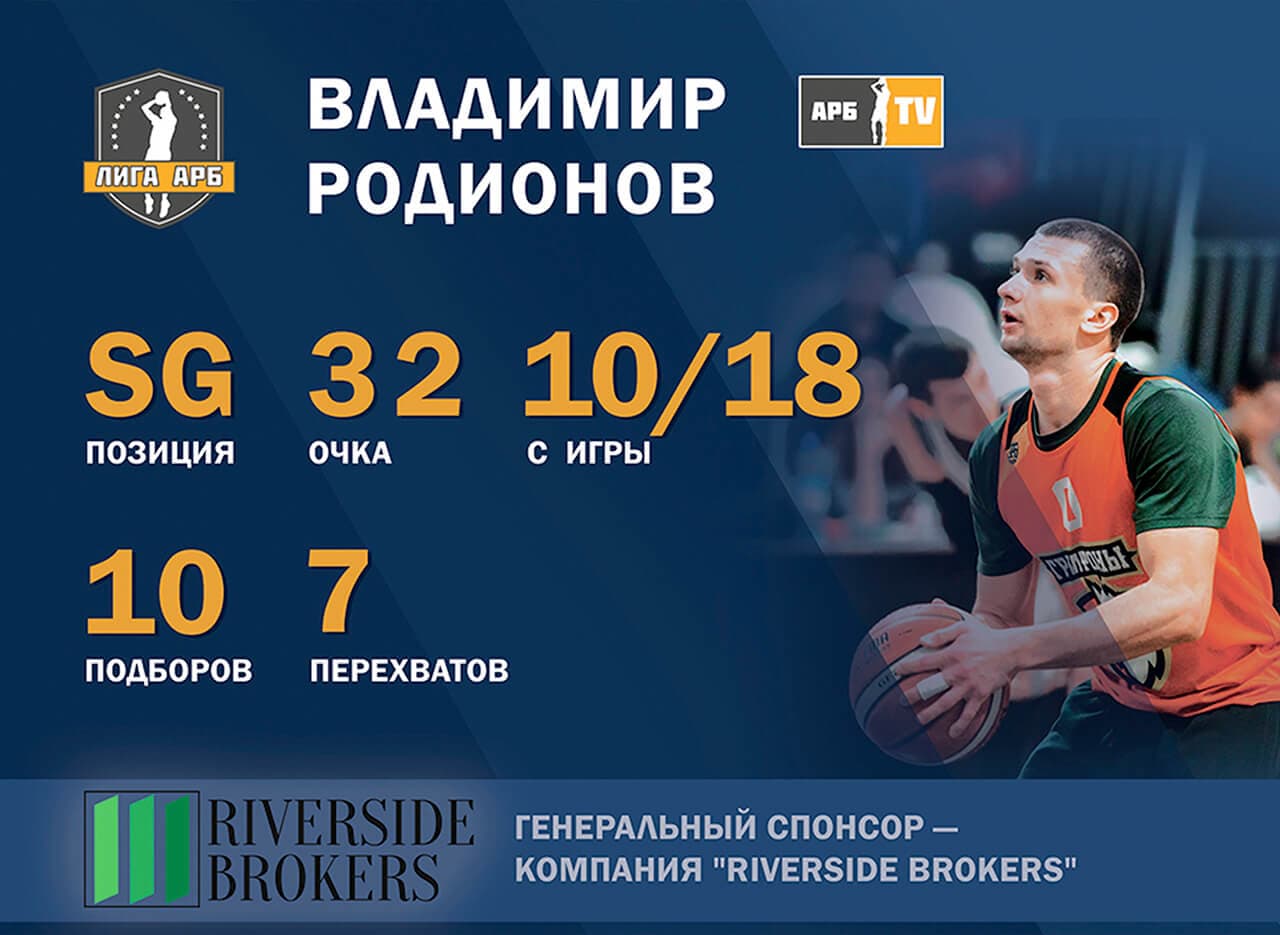 ЛИГА АРБ
ВЛАДИМИР
РОДИОНОВ
АРБ TV
SG 32 10/18
ПОЗИЦИЯ ОЧКА С ИГРЫ
10 7
ПОДБОРОВ ПЕРЕХВАТОВ
0
RIVERSIDE
BROKERS
ГЕНЕРАЛЬНЫЙ СПОНСОР —
КОМПАНИЯ "RIVERSIDE BROKERS"